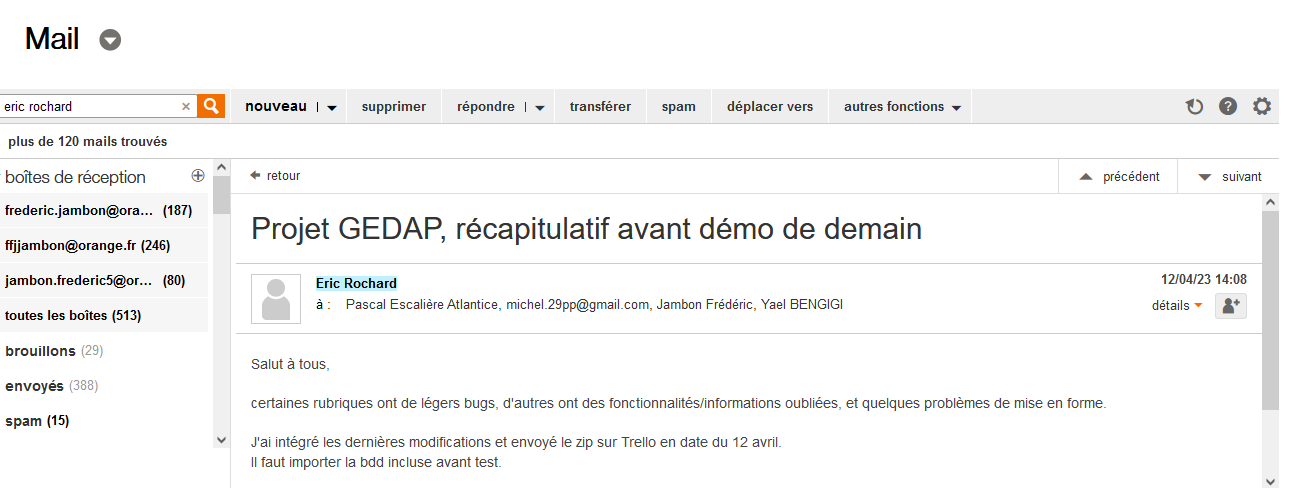 Mail
eric rochard ×
nouveau | supprimer répondre | transférer spam déplacer vers autres fonctions
plus de 120 mails trouvés
boîtes de réception
frederic.jambon@ora... (187)
ffjjambon@orange.fr (246)
jambon.frederic5@or... (80)
toutes les boîtes (513)
brouillons (29)
envoyés (388)
spam (15)
retour précédent suivant
Projet GEDAP, récapitulatif avant démo de demain
Eric Rochard 12/04/23 14:08
à : Pascal Escalière Atlantice, michel.29pp@gmail.com, Jambon Frédéric, Yael BENGIGI détails
Salut à tous,
certaines rubriques ont de légers bugs, d'autres ont des fonctionnalités/informations oubliées, et quelques problèmes de mise en forme.
J'ai intégré les dernières modifications et envoyé le zip sur Trello en date du 12 avril.
Il faut importer la bdd incluse avant test.